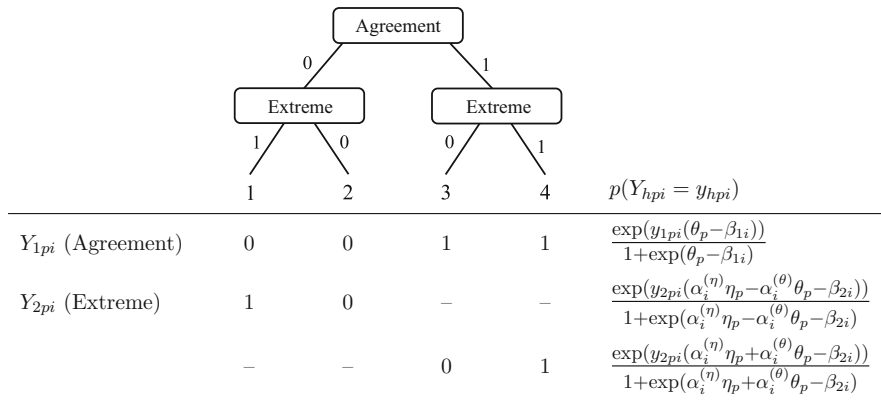 Agreement
0 1
Extreme Extreme
1 0 0 1
1 2 3 4 p(Y_{hpi} = y_{hpi})
Y_{1pi} (Agreement) 0 0 1 1 \frac{\exp(y_{1pi}(\theta_p-\beta_{1i}))}{1+\exp(\theta_p-\beta_{1i})}
Y_{2pi} (Extreme) 1 0 – – \frac{\exp(y_{2pi}(\alpha_i^{(\eta)}\eta_p-\alpha_i^{(\theta)}\theta_p-\beta_{2i}))}{1+\exp(\alpha_i^{(\eta)}\eta_p-\alpha_i^{(\theta)}\theta_p-\beta_{2i})}
– – 0 1 \frac{\exp(y_{2pi}(\alpha_i^{(\eta)}\eta_p+\alpha_i^{(\theta)}\theta_p-\beta_{2i}))}{1+\exp(\alpha_i^{(\eta)}\eta_p+\alpha_i^{(\theta)}\theta_p-\beta_{2i})}